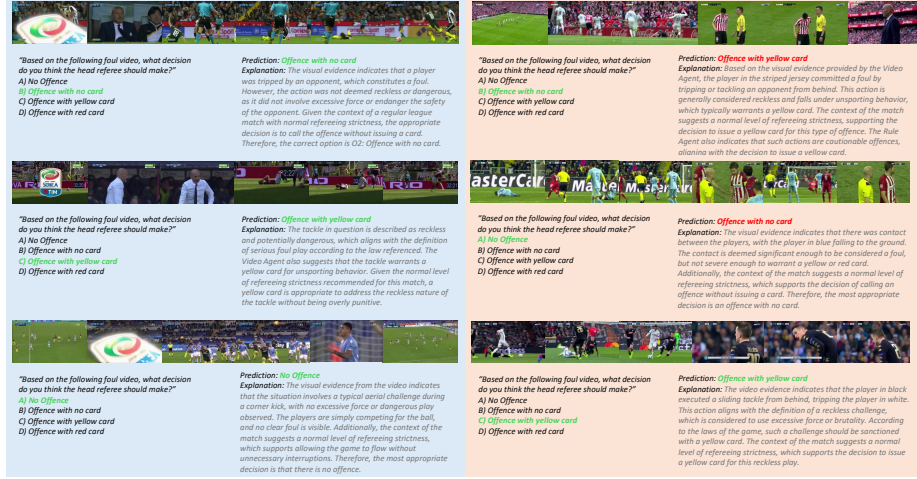 "Based on the following foul video, what decision
do you think the head referee should make?"
A) No Offence
B) Offence with no card
C) Offence with yellow card
D) Offence with red card
Prediction: Offence with no card
Explanation: The visual evidence indicates that a player
was tripped by an opponent, which constitutes a foul.
However, the action was not deemed reckless or dangerous,
as it did not involve excessive force or endanger the safety
of the opponent. Given the context of a regular league
match with normal refereeing strictness, the appropriate
decision is to call the offence without issuing a card.
Therefore, the correct option is O2: Offence with no card.
"Based on the following foul video, what decision
do you think the head referee should make?"
A) No Offence
B) Offence with no card
C) Offence with yellow card
D) Offence with red card
Prediction: Offence with yellow card
Explanation: Based on the visual evidence provided by the Video
Agent, the player in the striped jersey committed a foul by
tripping or tackling an opponent from behind. This action is
generally considered reckless and falls under unsporting behavior,
which typically warrants a yellow card. The context of the match
suggests a normal level of refereeing strictness, supporting the
decision to issue a yellow card for this type of offence. The Rule
Agent also indicates that such actions are cautionable offences,
aligning with the decision to issue a yellow card.
SERIE A
TIM
"Based on the following foul video, what decision
do you think the head referee should make?"
A) No Offence
B) Offence with no card
C) Offence with yellow card
D) Offence with red card
Prediction: Offence with yellow card
Explanation: The tackle in question is described as reckless
and potentially dangerous, which aligns with the definition
of serious foul play according to the law referenced. The
Video Agent also suggests that the tackle warrants a
yellow card for unsporting behavior. Given the normal level
of refereeing strictness recommended for this match, a
yellow card is appropriate to address the reckless nature of
the tackle without being overly punitive.
MasterCard
"Based on the following foul video, what decision
do you think the head referee should make?"
A) No Offence
B) Offence with no card
C) Offence with yellow card
D) Offence with red card
Prediction: Offence with no card
Explanation: The visual evidence indicates that there was contact
between the players, with the player in blue falling to the ground.
The contact is deemed significant enough to be considered a foul,
but not severe enough to warrant a yellow or red card.
Additionally, the context of the match suggests a normal level of
refereeing strictness, which supports the decision of calling an
offence without issuing a card. Therefore, the most appropriate
decision is an offence with no card.
"Based on the following foul video, what decision
do you think the head referee should make?"
A) No Offence
B) Offence with no card
C) Offence with yellow card
D) Offence with red card
Prediction: No Offence
Explanation: The visual evidence from the video indicates
that the situation involves a typical aerial challenge during
a corner kick, with no excessive force or dangerous play
observed. The players are simply competing for the ball,
and no clear foul is visible. Additionally, the context of the
match suggests a normal level of refereeing strictness,
which supports allowing the game to flow without
unnecessary interruptions. Therefore, the most appropriate
decision is that there is no offence.
"Based on the following foul video, what decision
do you think the head referee should make?"
A) No Offence
B) Offence with no card
C) Offence with yellow card
D) Offence with red card
Prediction: Offence with yellow card
Explanation: The video evidence indicates that the player in black
executed a sliding tackle from behind, tripping the player in white.
This action aligns with the definition of a reckless challenge,
which is considered to use excessive force or brutality. According
to the laws of the game, such a challenge should be sanctioned
with a yellow card. The context of the match suggests a normal
level of refereeing strictness, which supports the decision to issue
a yellow card for this reckless play.